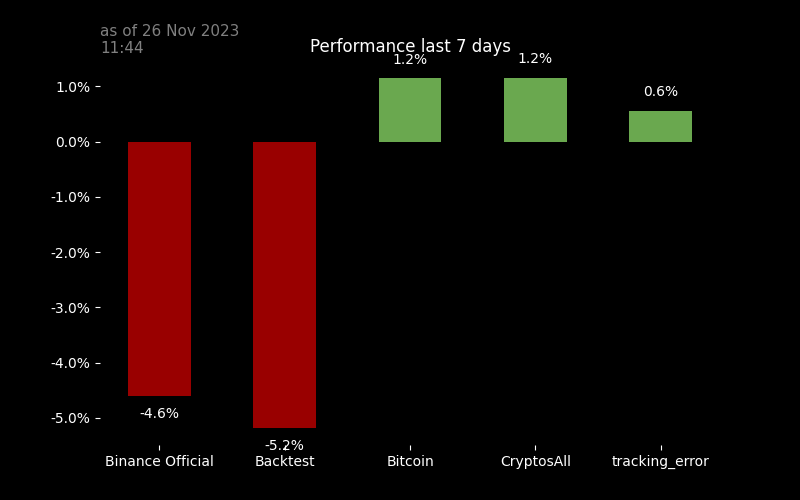 as of 26 Nov 2023
11:44
Performance last 7 days
1.2%
1.2%
0.6%
1.0%
0.0%
-1.0%
-2.0%
-3.0%
-4.0%
-5.0%
-4.6%
-5.2%
Binance Official
Backtest
Bitcoin
CryptosAll
tracking_error